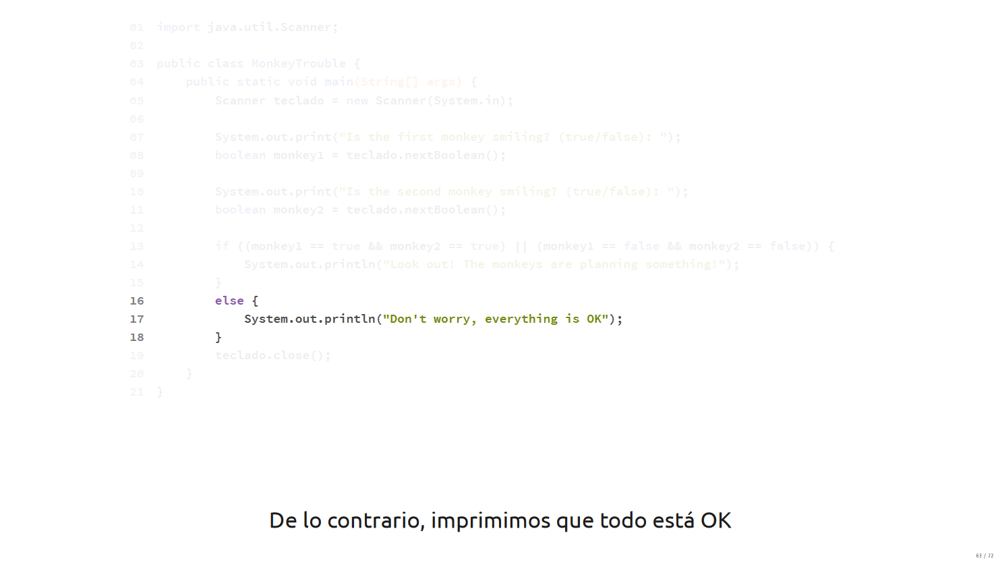 01 import java.util.Scanner;
02
03 public class MonkeyTrouble {
04     public static void main(String[] args) {
05         Scanner teclado = new Scanner(System.in);
06
07         System.out.print("Is the first monkey smiling? (true/false): ");
08         boolean monkey1 = teclado.nextBoolean();
09
10         System.out.print("Is the second monkey smiling? (true/false): ");
11         boolean monkey2 = teclado.nextBoolean();
12
13         if ((monkey1 == true && monkey2 == true) || (monkey1 == false && monkey2 == false)) {
14             System.out.println("Look out! The monkeys are planning something!");
15         }
16         else {
17             System.out.println("Don't worry, everything is OK");
18         }
19         teclado.close();
20     }
21 }
De lo contrario, imprimimos que todo está OK
63 / 72